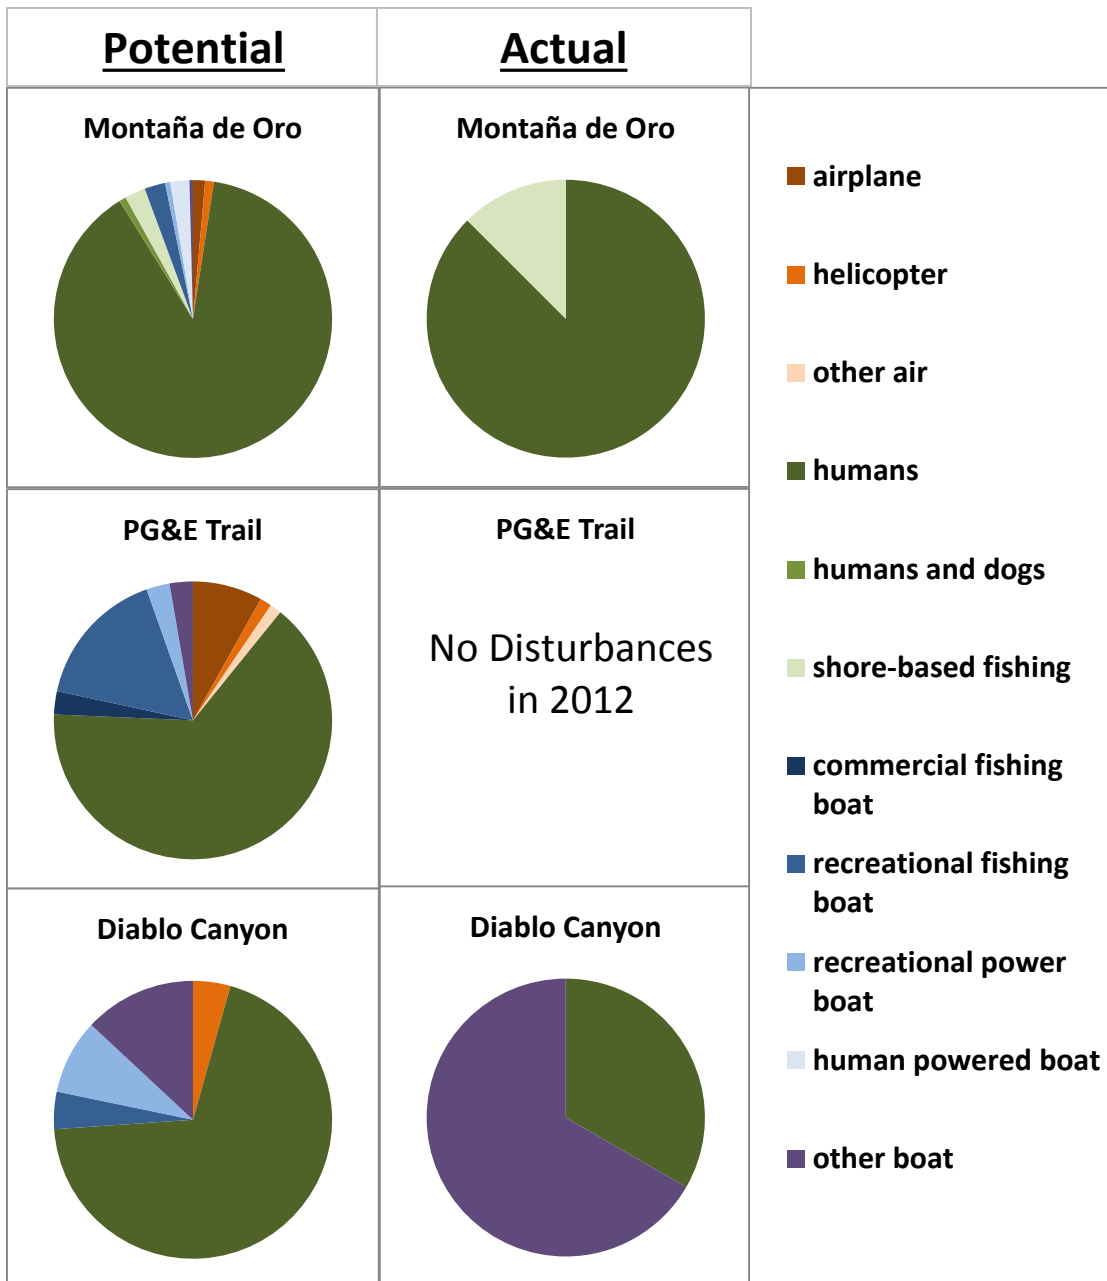 Potential
Actual
Montaña de Oro
Montaña de Oro
PG&E Trail
PG&E Trail
No Disturbances
in 2012
Diablo Canyon
Diablo Canyon
airplane
helicopter
other air
humans
humans and dogs
shore-based fishing
commercial fishing
boat
recreational fishing
boat
recreational power
boat
human powered boat
other boat